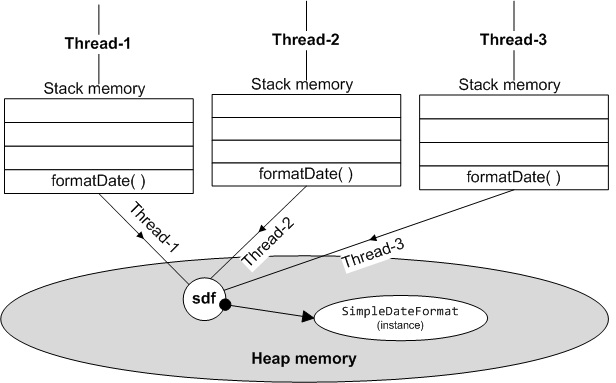 Thread-1
Thread-2
Thread-3
Stack memory
Stack memory
Stack memory
formatDate( )
formatDate( )
formatDate( )
Thread-1
Thread-2
Thread-3
sdf
SimpleDateFormat
(instance)
Heap memory